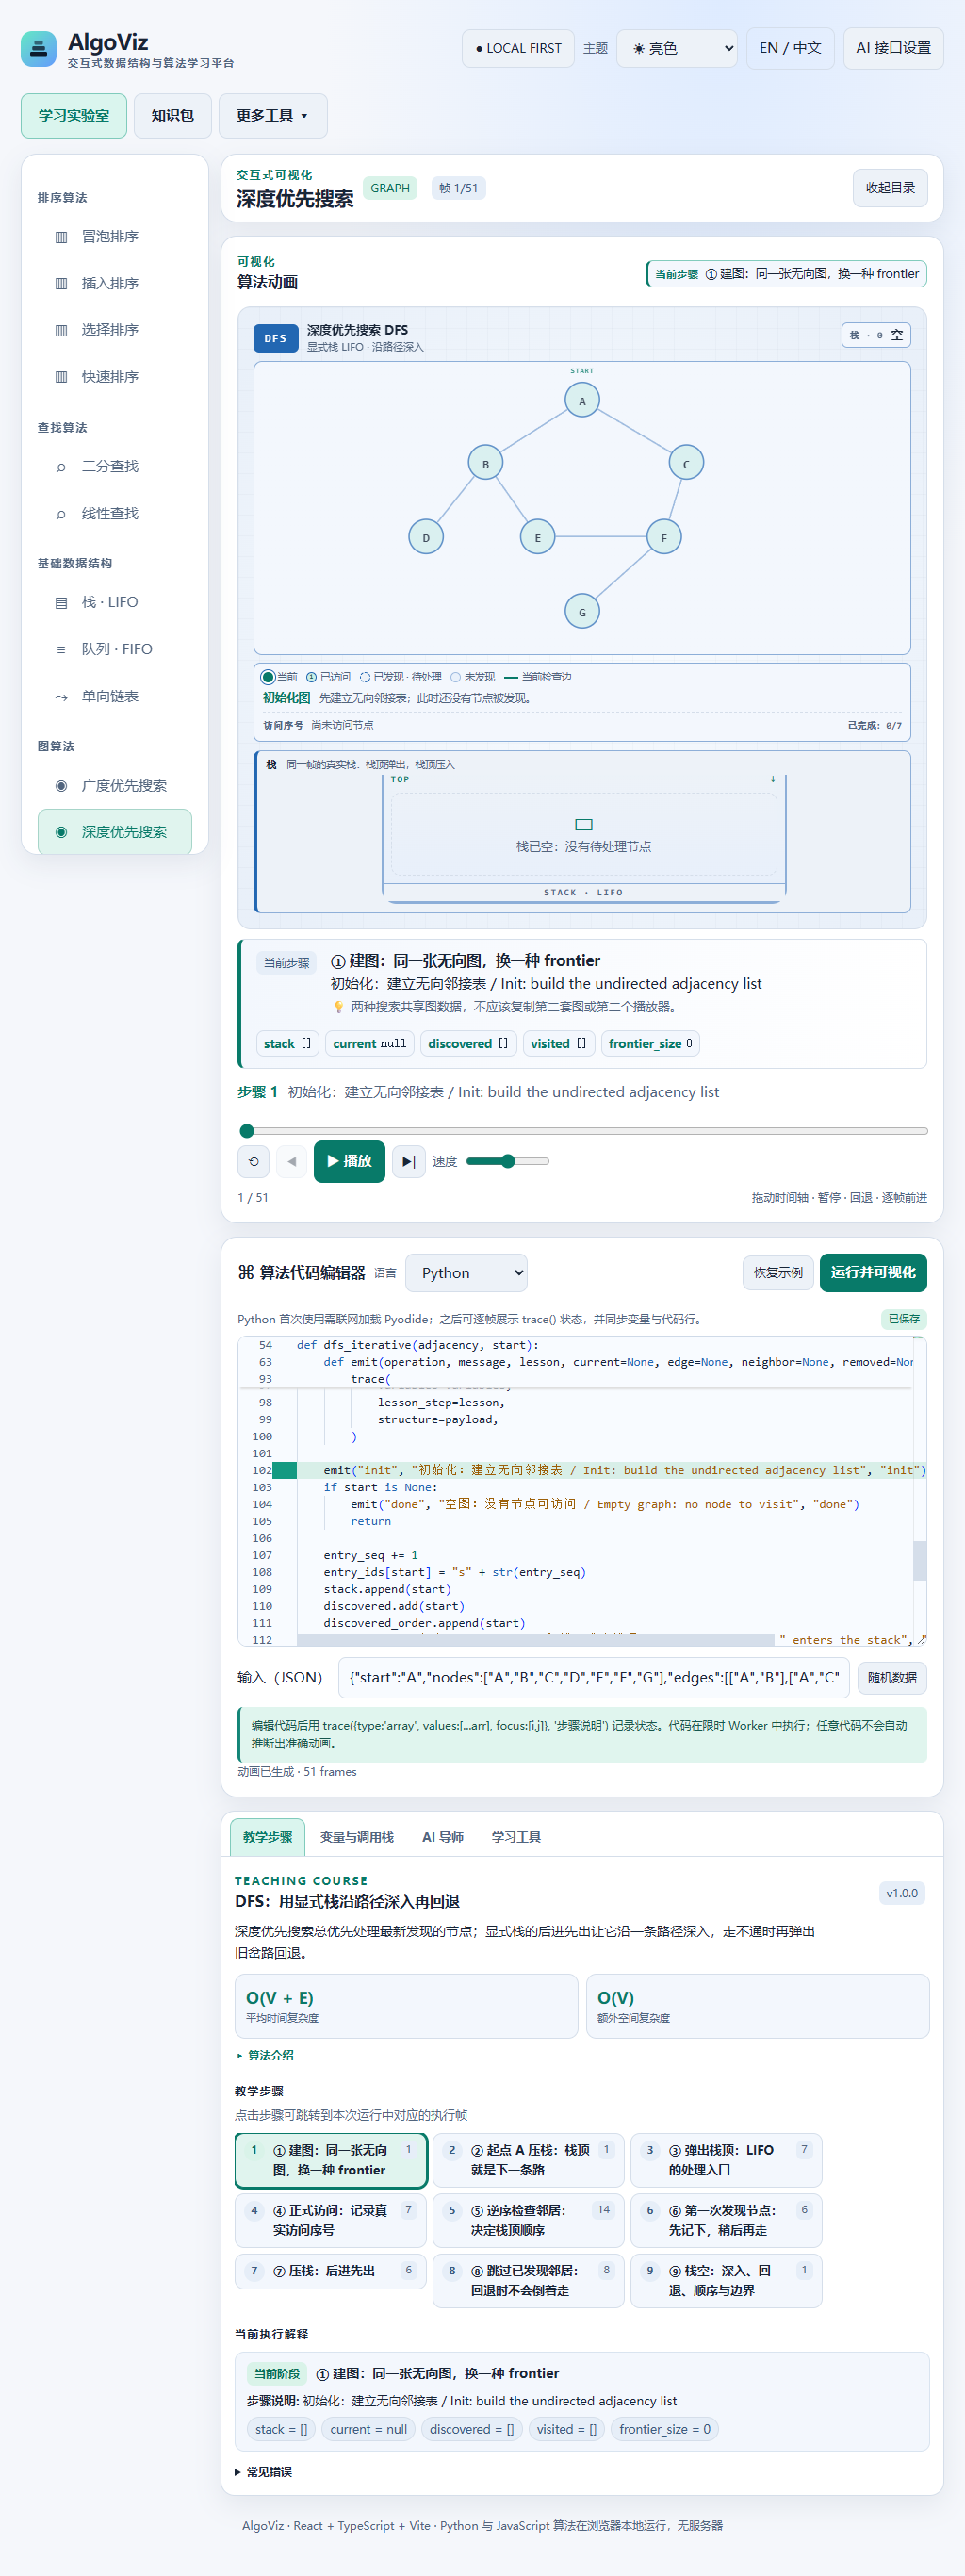 AlgoViz
交互式数据结构与算法学习平台
● LOCAL FIRST
主题
☀ 亮色
EN / 中文
AI 接口设置
学习实验室
知识包
更多工具 ▾
排序算法
冒泡排序
插入排序
选择排序
快速排序
查找算法
二分查找
线性查找
基础数据结构
栈 · LIFO
队列 · FIFO
单向链表
图算法
广度优先搜索
深度优先搜索
交互式可视化
深度优先搜索
GRAPH
帧 1/51
收起目录
可视化
算法动画
当前步骤 ① 建图：同一张无向图，换一种 frontier
DFS
深度优先搜索 DFS
显式栈 LIFO · 沿路径深入
栈 · 0 空
START
A
B
C
D
E
F
G
当前
1 已访问
已发现 · 待处理
未发现
当前检查边
初始化图 先建立无向邻接表；此时还没有节点被发现。
访问序号 尚未访问节点
已完成: 0/7
栈 同一帧的真实栈：栈顶弹出，栈顶压入
TOP ↓
栈已空：没有待处理节点
STACK · LIFO
当前步骤
① 建图：同一张无向图，换一种 frontier
初始化：建立无向邻接表 / Init: build the undirected adjacency list
💡 两种搜索共享图数据，不应该复制第二套图或第二个播放器。
stack []
current null
discovered []
visited []
frontier_size 0
步骤 1 初始化：建立无向邻接表 / Init: build the undirected adjacency list
▶ 播放
速度
1 / 51
拖动时间轴 · 暂停 · 回退 · 逐帧前进
⌘ 算法代码编辑器
语言
Python
恢复示例
运行并可视化
Python 首次使用需联网加载 Pyodide；之后可逐帧展示 trace() 状态，并同步变量与代码行。
已保存
54 def dfs_iterative(adjacency, start):
63 def emit(operation, message, lesson, current=None, edge=None, neighbor=None, removed=Non
93 trace(
98 lesson_step=lesson,
99 structure=payload,
100 )
101
102 emit("init", "初始化：建立无向邻接表 / Init: build the undirected adjacency list", "init")
103 if start is None:
104 emit("done", "空图：没有节点可访问 / Empty graph: no node to visit", "done")
105 return
106
107 entry_seq += 1
108 entry_ids[start] = "s" + str(entry_seq)
109 stack.append(start)
110 discovered.add(start)
111 discovered_order.append(start)
112 " enters the stack", "
输入（JSON）
{"start":"A","nodes":["A","B","C","D","E","F","G"],"edges":[["A","B"],["A","C"
随机数据
编辑代码后用 trace({type:'array', values:[...arr], focus:[i,j]}, '步骤说明') 记录状态。代码在限时 Worker 中执行；任意代码不会自动
推断出准确动画。
动画已生成 · 51 frames
教学步骤
变量与调用栈
AI 导师
学习工具
TEACHING COURSE
DFS：用显式栈沿路径深入再回退
v1.0.0
深度优先搜索总优先处理最新发现的节点；显式栈的后进先出让它沿一条路径深入，走不通时再弹出
旧岔路回退。
O(V + E)
平均时间复杂度
O(V)
额外空间复杂度
▸ 算法介绍
教学步骤
点击步骤可跳转到本次运行中对应的执行帧
1 ① 建图：同一张无向 1
图，换一种 frontier
2 ② 起点 A 压栈：栈顶 1
就是下一条路
3 ③ 弹出栈顶：LIFO 7
的处理入口
4 ④ 正式访问：记录真 7
实访问序号
5 ⑤ 逆序检查邻居： 14
决定栈顶顺序
6 ⑥ 第一次发现节点： 6
先记下，稍后再走
7 ⑦ 压栈：后进先出 6
8 ⑧ 跳过已发现邻居： 8
回退时不会倒着走
9 ⑨ 栈空：深入、回 1
退、顺序与边界
当前执行解释
当前阶段 ① 建图：同一张无向图，换一种 frontier
步骤说明: 初始化：建立无向邻接表 / Init: build the undirected adjacency list
stack = []
current = null
discovered = []
visited = []
frontier_size = 0
▶ 常见错误
AlgoViz · React + TypeScript + Vite · Python 与 JavaScript 算法在浏览器本地运行，无服务器